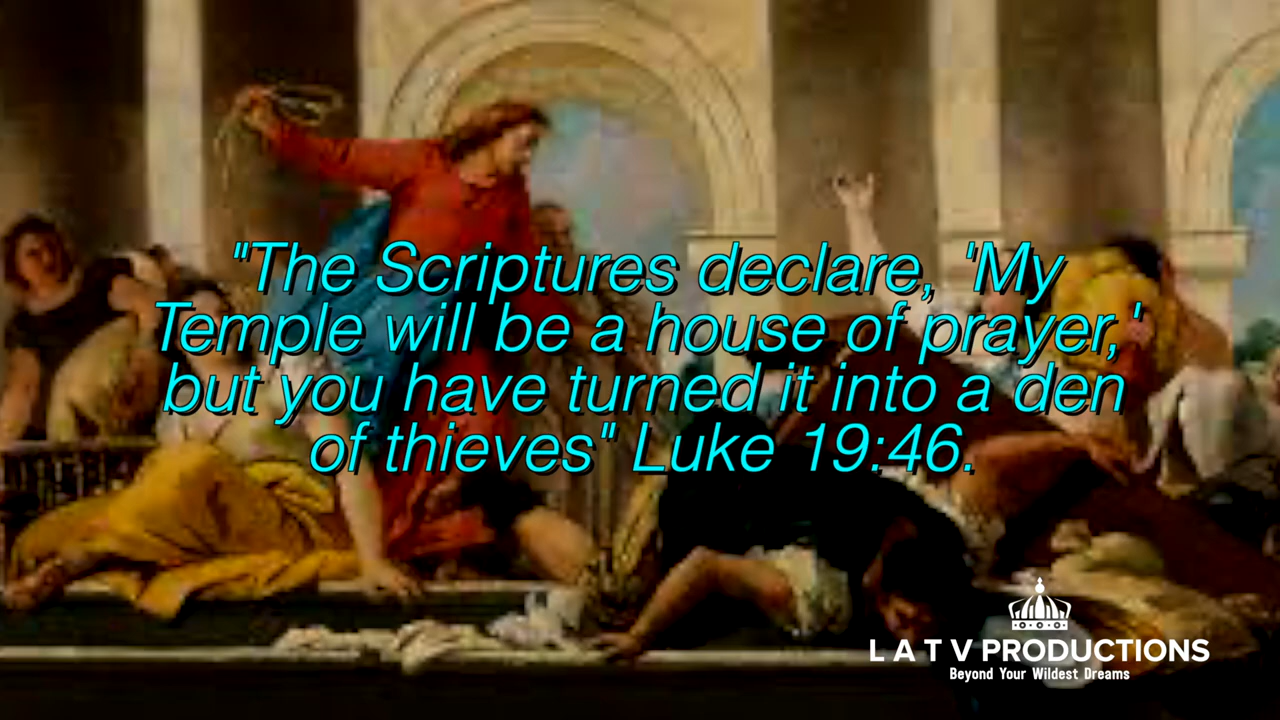 "The Scriptures declare, 'My
Temple will be a house of prayer,'
but you have turned it into a den
of thieves" Luke 19:46.
L A T V PRODUCTIONS
Beyond Your Wildest Dreams